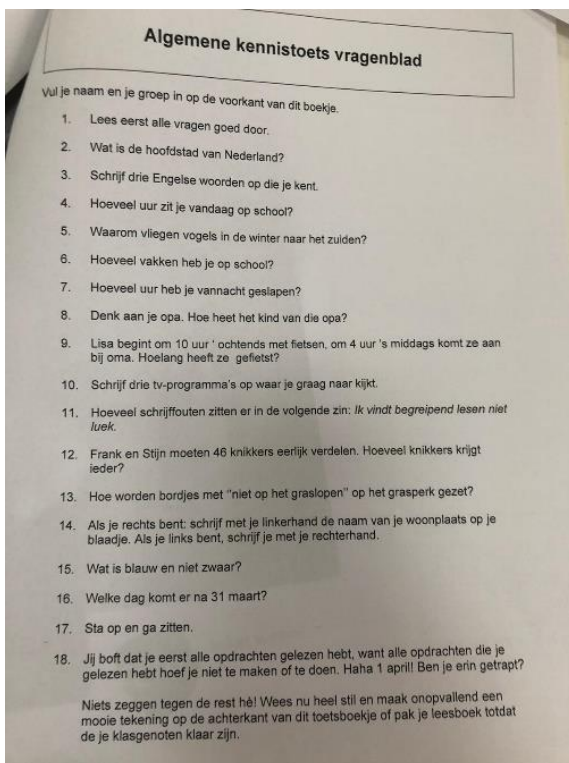 Algemene kennistoets vragenblad
Vul je naam en je groep in op de voorkant van dit boekje.
1. Lees eerst alle vragen goed door.
2. Wat is de hoofdstad van Nederland?
3. Schrijf drie Engelse woorden op die je kent.
4. Hoeveel uur zit je vandaag op school?
5. Waarom vliegen vogels in de winter naar het zuiden?
6. Hoeveel vakken heb je op school?
7. Hoeveel uur heb je vannacht geslapen?
8. Denk aan je opa. Hoe heet het kind van die opa?
9. Lisa begint om 10 uur ' ochtends met fietsen, om 4 uur 's middags komt ze aan
bij oma. Hoelang heeft ze gefietst?
10. Schrijf drie tv-programma's op waar je graag naar kijkt.
11. Hoeveel schrijffouten zitten er in de volgende zin: Ik vindt begreipend lesen niet
luek.
12. Frank en Stijn moeten 46 knikkers eerlijk verdelen. Hoeveel knikkers krijgt
ieder?
13. Hoe worden bordjes met "niet op het graslopen" op het grasperk gezet?
14. Als je rechts bent: schrijf met je linkerhand de naam van je woonplaats op je
blaadje. Als je links bent, schrijf je met je rechterhand.
15. Wat is blauw en niet zwaar?
16. Welke dag komt er na 31 maart?
17. Sta op en ga zitten.
18. Jij boft dat je eerst alle opdrachten gelezen hebt, want alle opdrachten die je
gelezen hebt hoef je niet te maken of te doen. Haha 1 april! Ben je erin getrapt?
Niets zeggen tegen de rest hè! Wees nu heel stil en maak onopvallend een
mooie tekening op de achterkant van dit toetsboekje of pak je leesboek totdat
de je klasgenoten klaar zijn.